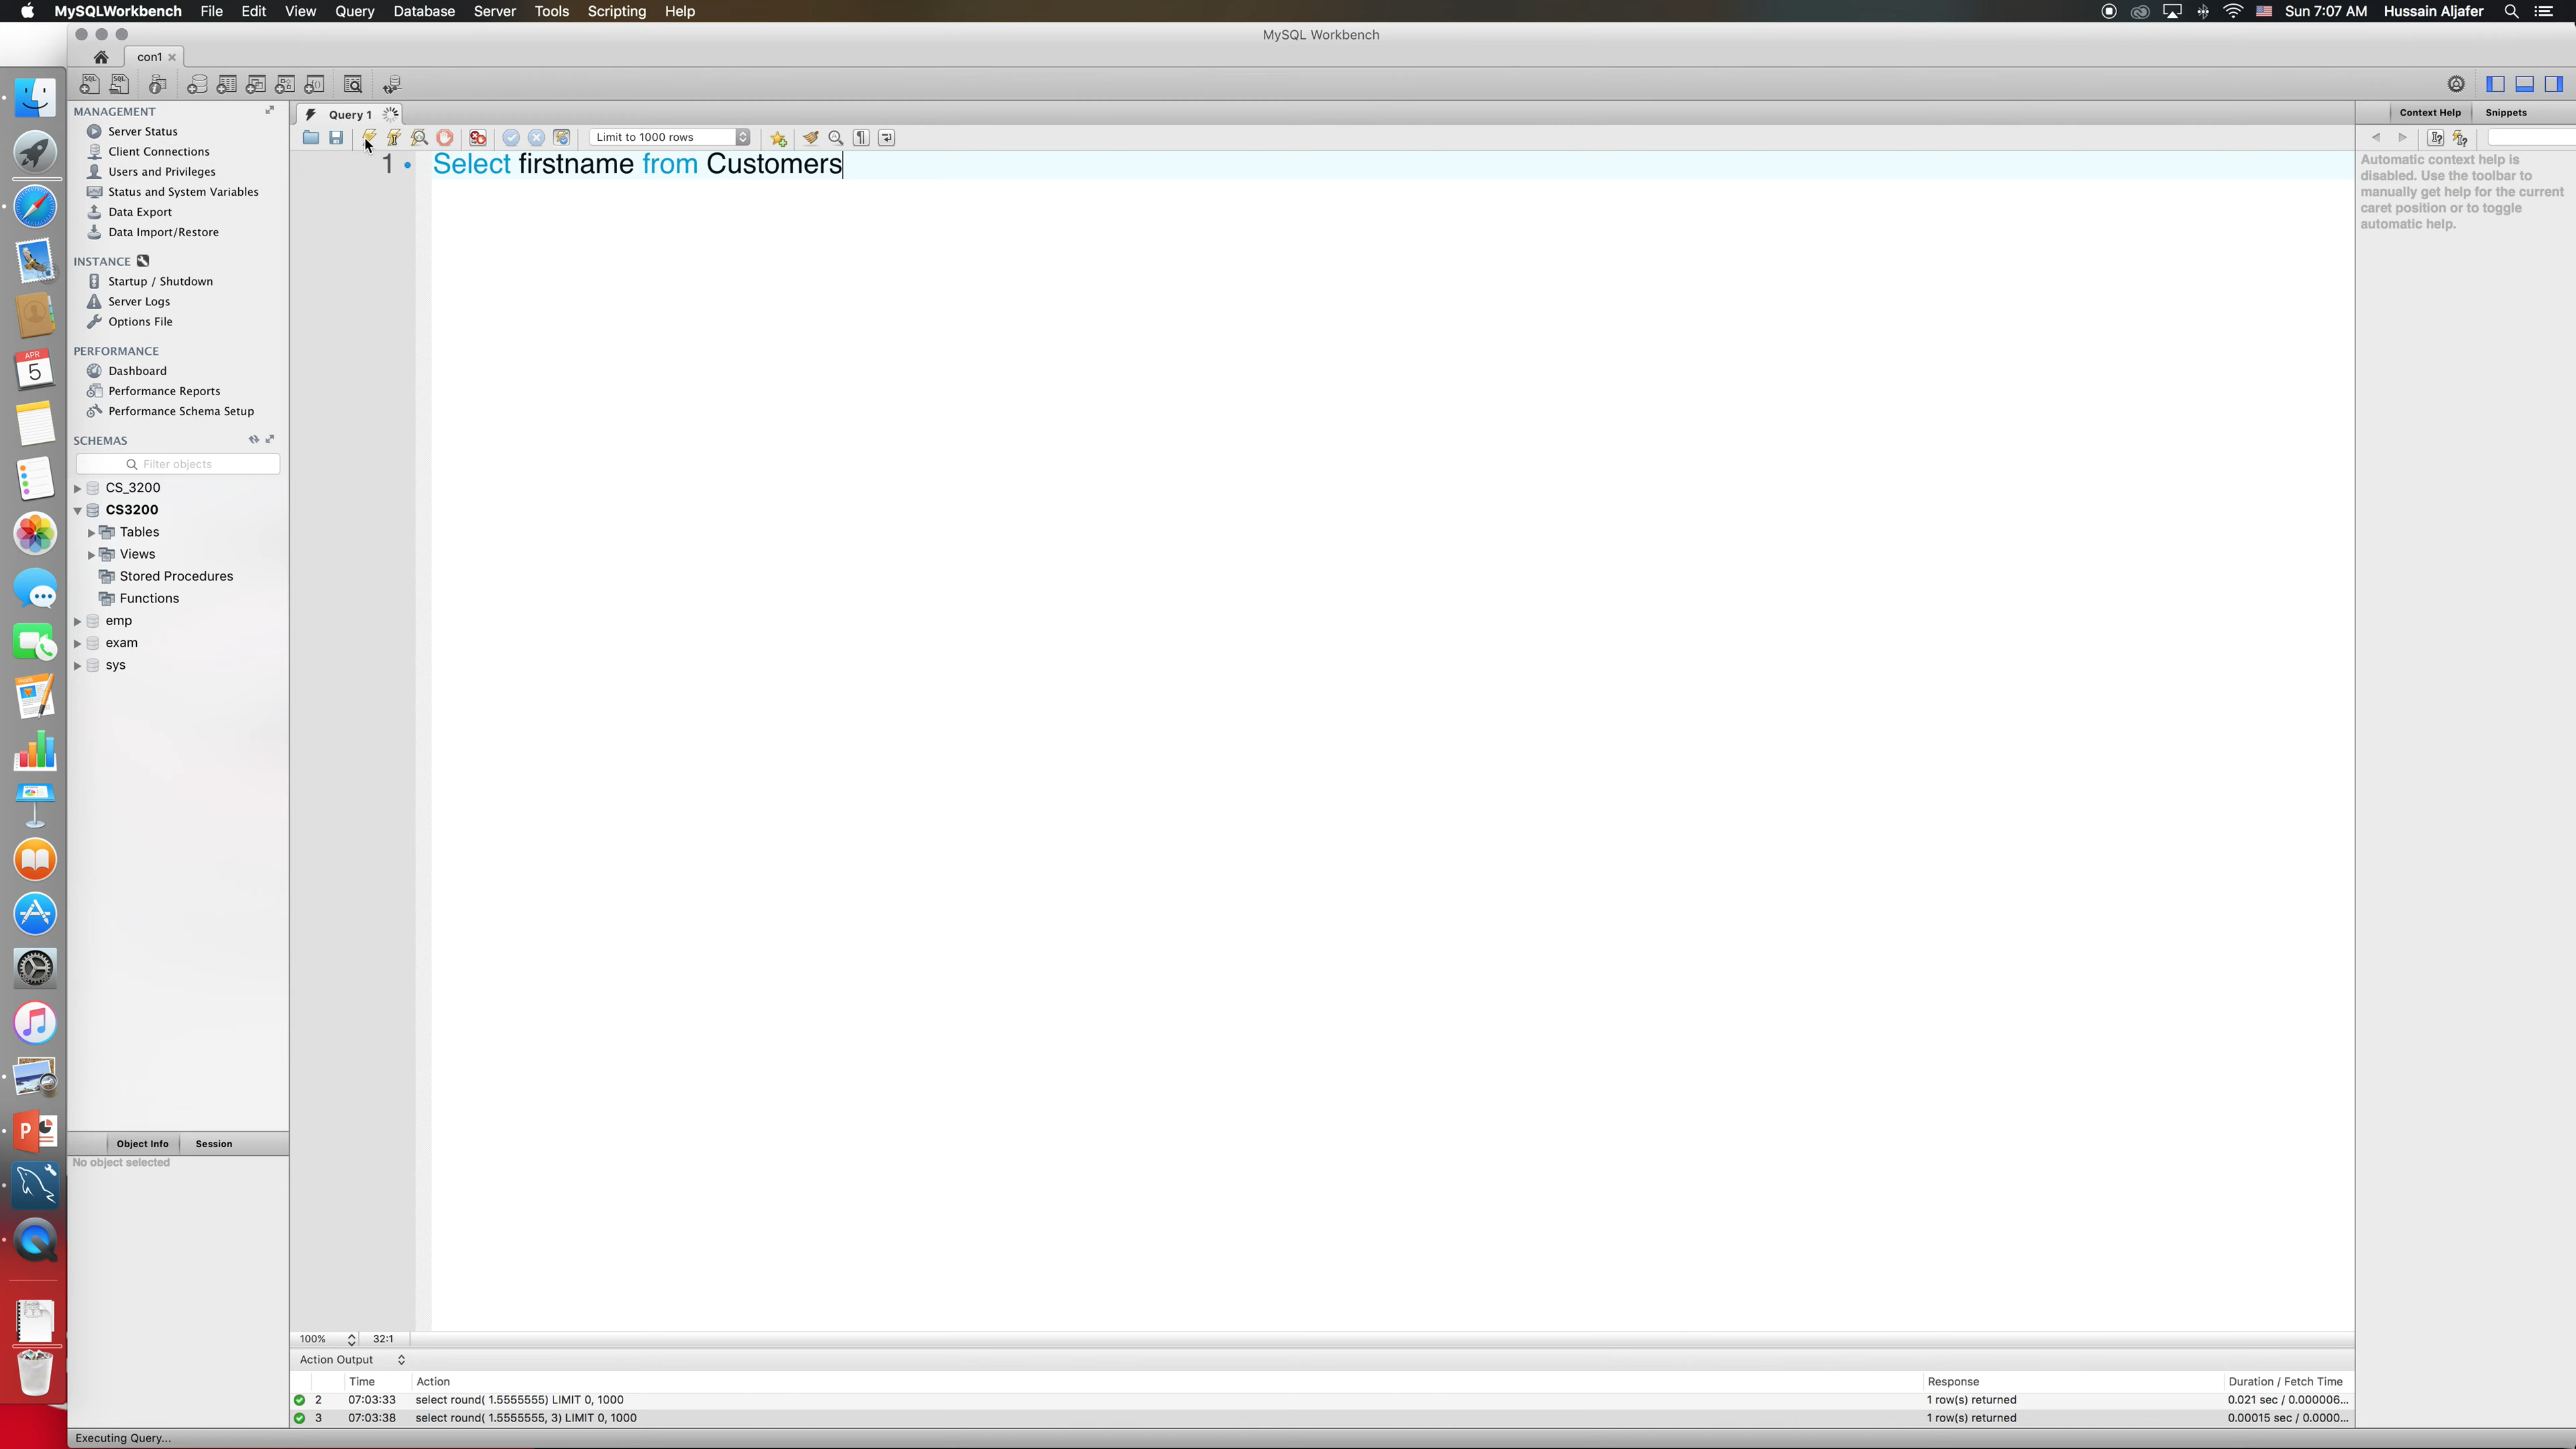 MySQLWorkbench File Edit View Query Database Server Tools Scripting Help Sun 7:07 AM Hussain Aljafer
MySQL Workbench
con1
MANAGEMENT
Server Status
Client Connections
Users and Privileges
Status and System Variables
Data Export
Data Import/Restore
INSTANCE
Startup / Shutdown
Server Logs
Options File
PERFORMANCE
Dashboard
Performance Reports
Performance Schema Setup
SCHEMAS
Filter objects
CS_3200
CS3200
Tables
Views
Stored Procedures
Functions
emp
exam
sys
Object Info Session
No object selected
Query 1
Limit to 1000 rows
1 Select firstname from Customers
Context Help Snippets
Automatic context help is
disabled. Use the toolbar to
manually get help for the current
caret position or to toggle
automatic help.
APR
5
100% 32:1
Action Output
Time Action Response Duration / Fetch Time
2 07:03:33 select round( 1.5555555) LIMIT 0, 1000 1 row(s) returned 0.021 sec / 0.000006...
3 07:03:38 select round( 1.5555555, 3) LIMIT 0, 1000 1 row(s) returned 0.00015 sec / 0.0000...
Executing Query...